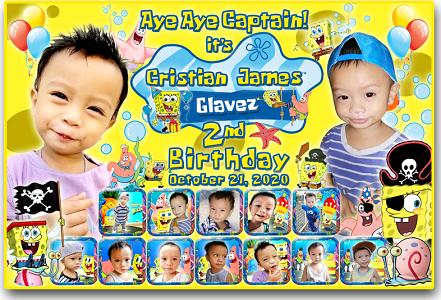 Aye Aye Captain!
it's
Cristian James
Glavez
2nd
Birthday
October 21, 2020